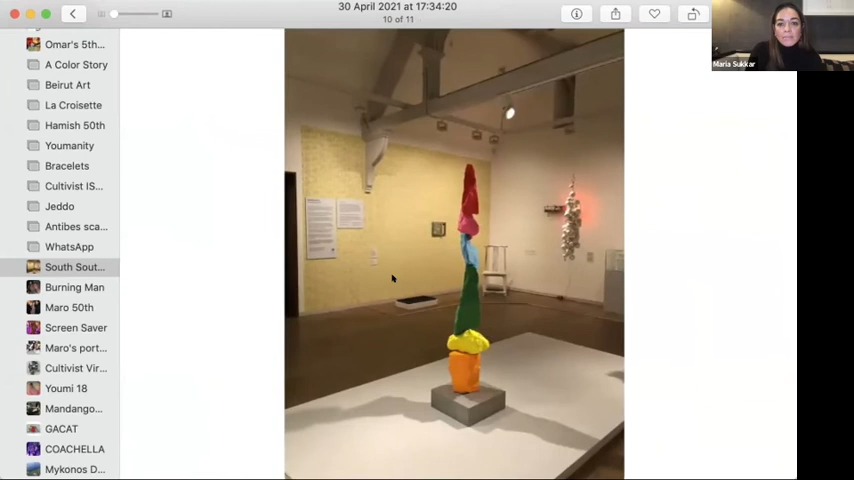 30 April 2021 at 17:34:20
10 of 11
Omar's 5th...
A Color Story
Beirut Art
La Croisette
Hamish 50th
Youmanity
Bracelets
Cultivist IS...
Jeddo
Antibes sca...
WhatsApp
South Sout...
Burning Man
Maro 50th
Screen Saver
Maro's port...
Cultivist Vir...
Youmi 18
Mandango...
GACAT
COACHELLA
Mykonos D...
Maria Sukkar